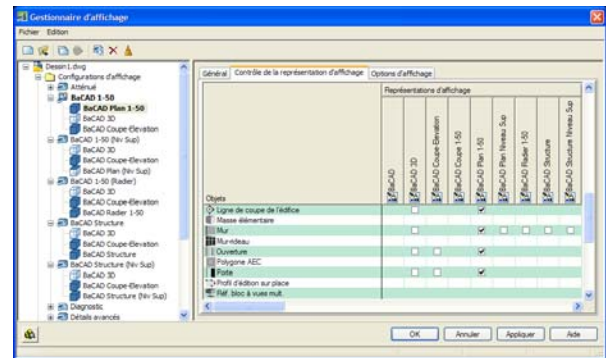 Gestionnaire d'affichage
Fichier Edition
Dessin1.dwg
Configurations d'affichage
Atténué
BaCAD 1-50
BaCAD Plan 1-50
BaCAD 3D
BaCAD Coupe-Elevation
BaCAD 1-50 (Niv Sup)
BaCAD 3D
BaCAD Coupe-Elevation
BaCAD Plan (Niv Sup)
BaCAD 1-50 (Radier)
BaCAD 3D
BaCAD Coupe-Elevation
BaCAD Radier 1-50
BaCAD Structure
BaCAD 3D
BaCAD Coupe-Elevation
BaCAD Structure
BaCAD Structure (Niv Sup)
BaCAD 3D
BaCAD Coupe-Elevation
BaCAD Structure (Niv Sup)
Diagnostic
Détails avancés
Général Contrôle de la représentation d'affichage Options d'affichage
Représentations d'affichage
Objets
BaCAD
BaCAD 3D
BaCAD Coupe-Elevation
BaCAD Coupe 1-50
BaCAD Plan 1-50
BaCAD Plan Niveau Sup
BaCAD Radier 1-50
BaCAD Structure
BaCAD Structure Niveau Sup
Ligne de coupe de l'édifice
Masse élémentaire
Mur
Mur-rideau
Ouverture
Polygone AEC
Porte
Profil d'édition sur place
Réf. bloc à vues mult.
OK Annuler Appliquer Aide